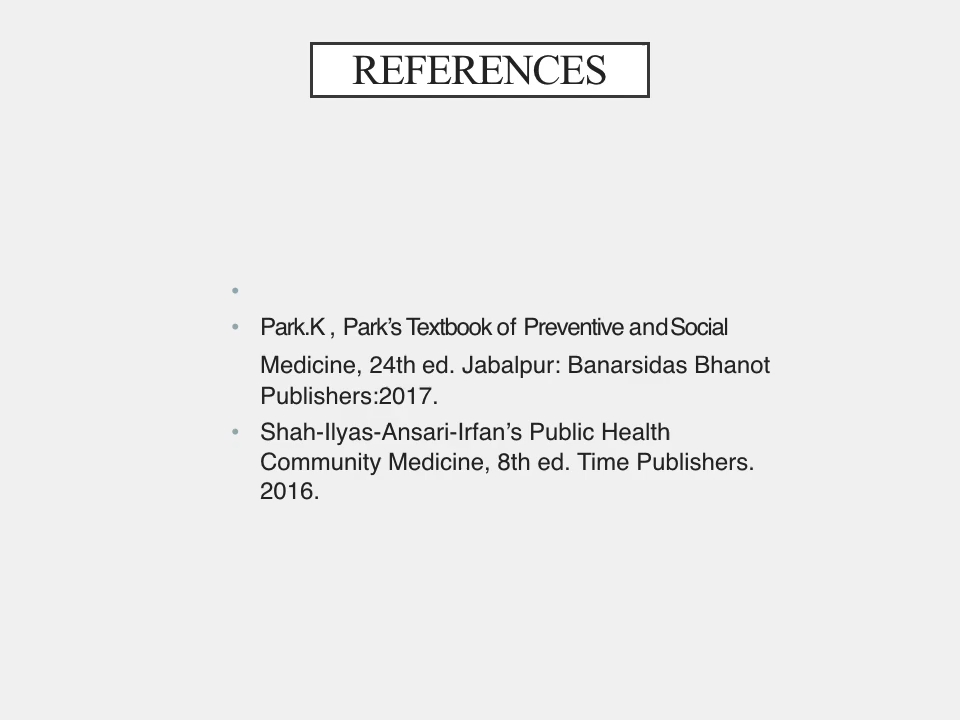 REFERENCES
•
• Park.K , Park’s Textbook of Preventive and Social
Medicine, 24th ed. Jabalpur: Banarsidas Bhanot
Publishers:2017.
• Shah-Ilyas-Ansari-Irfan’s Public Health
Community Medicine, 8th ed. Time Publishers.
2016.